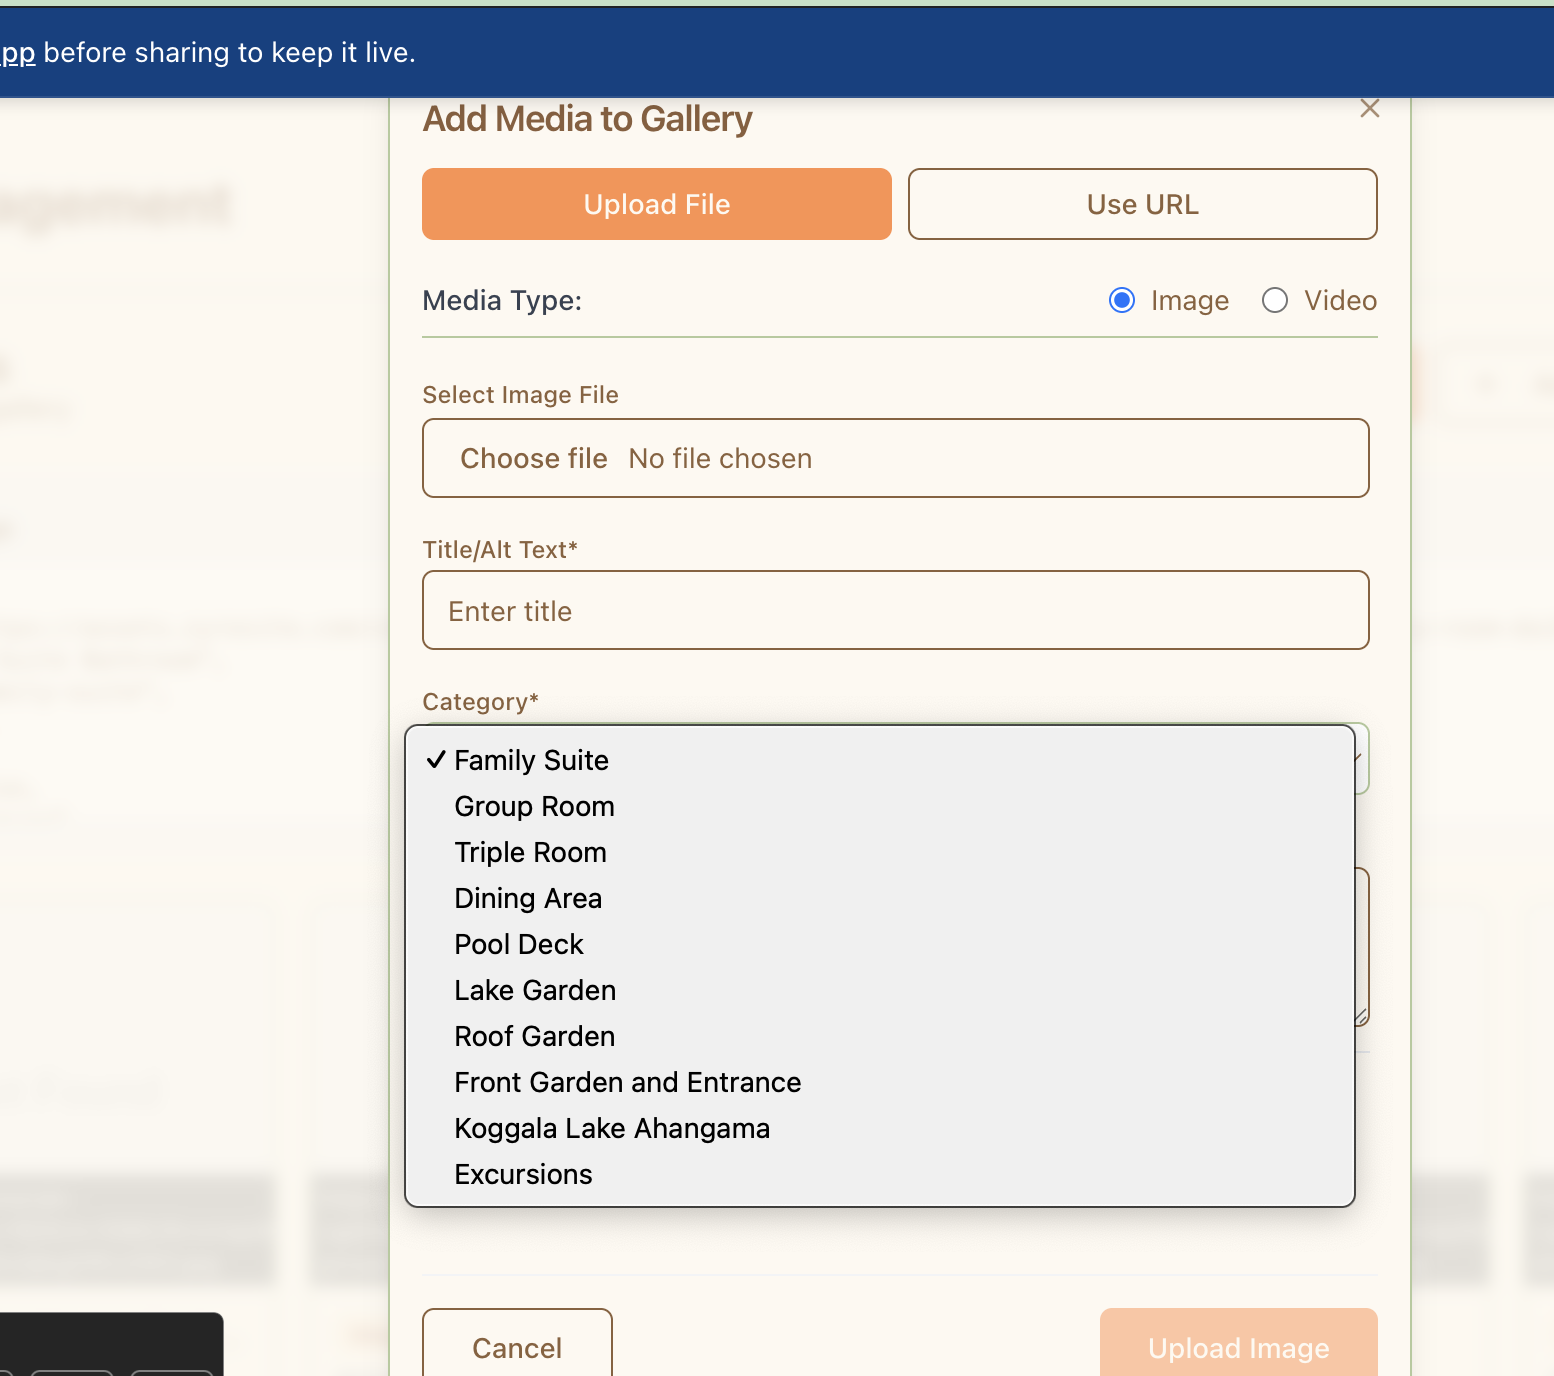 pp before sharing to keep it live.
Add Media to Gallery
Upload File
Use URL
Media Type:
Image
Video
Select Image File
Choose file No file chosen
Title/Alt Text*
Enter title
Category*
✓ Family Suite
Group Room
Triple Room
Dining Area
Pool Deck
Lake Garden
Roof Garden
Front Garden and Entrance
Koggala Lake Ahangama
Excursions
Cancel
Upload Image